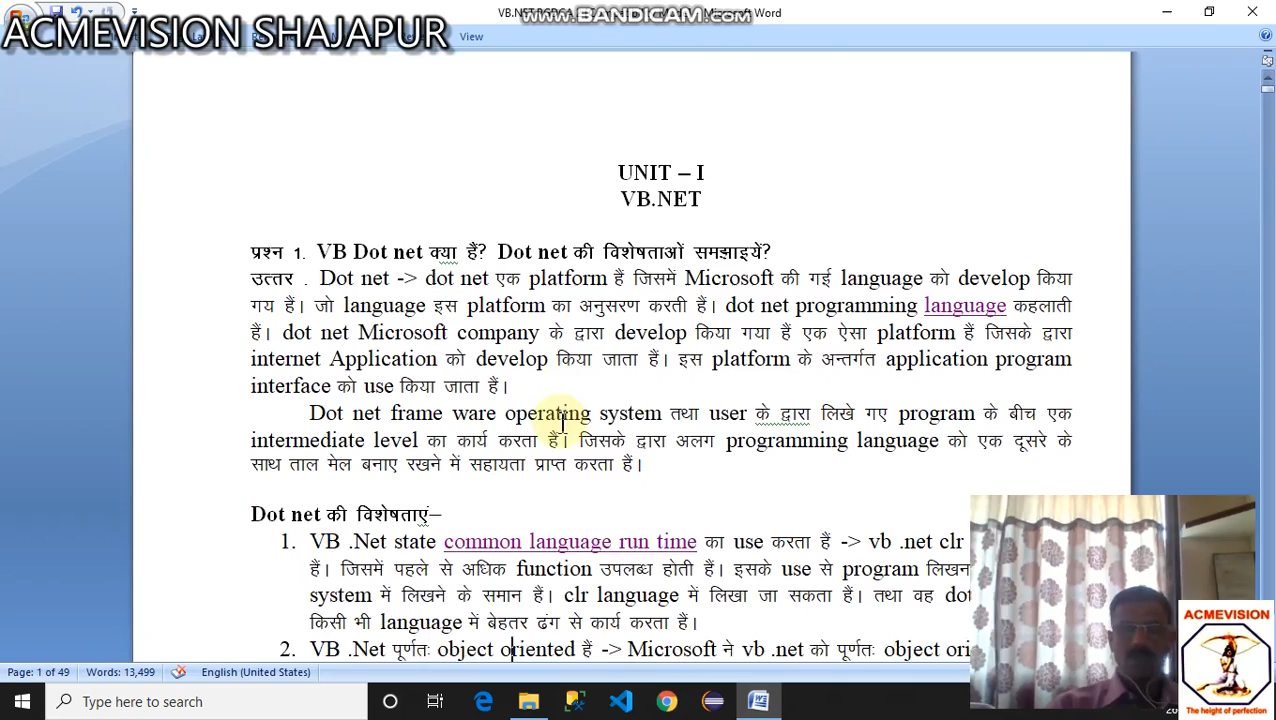 VB.NET
Microsoft Word
www.BANDICAM.com
ACMEVISION SHAJAPUR
View
UNIT – I
VB.NET
प्रश्न 1. VB Dot net क्या हैं? Dot net की विशेषताओं समझाइयें?
उत्तर . Dot net -> dot net एक platform हैं जिसमें Microsoft की गई language को develop किया
गय हैं। जो language इस platform का अनुसरण करती हैं। dot net programming language कहलाती
हैं। dot net Microsoft company के द्वारा develop किया गया हैं एक ऐसा platform हैं जिसके द्वारा
internet Application को develop किया जाता हैं। इस platform के अन्तर्गत application program
interface को use किया जाता हैं।
Dot net frame ware operating system तथा user के द्वारा लिखे गए program के बीच एक
intermediate level का कार्य करता हैं। जिसके द्वारा अलग programming language को एक दूसरे के
साथ ताल मेल बनाए रखने में सहायता प्राप्त करता हैं।
Dot net की विशेषताएं–
1. VB .Net state common language run time का use करता हैं -> vb .net clr
हैं। जिसमें पहले से अधिक function उपलब्ध होती हैं। इसके use से program लिखन
system में लिखने के समान हैं। clr language में लिखा जा सकता हैं। तथा वह dot
किसी भी language में बेहतर ढंग से कार्य करता हैं।
2. VB .Net पूर्णतः object oriented हैं -> Microsoft ने vb .net को पूर्णतः object ori
ACMEVISION
The height of perfection
Page: 1 of 49
Words: 13,499
English (United States)
Type here to search